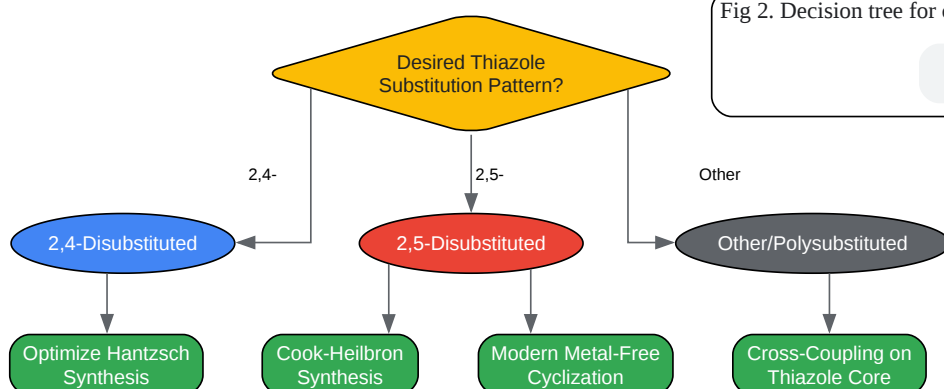 Fig 2. Decision tree for
Desired Thiazole
Substitution Pattern?
2,4-
2,5-
Other
2,4-Disubstituted
2,5-Disubstituted
Other/Polysubstituted
Optimize Hantzsch
Synthesis
Cook-Heilbron
Synthesis
Modern Metal-Free
Cyclization
Cross-Coupling on
Thiazole Core